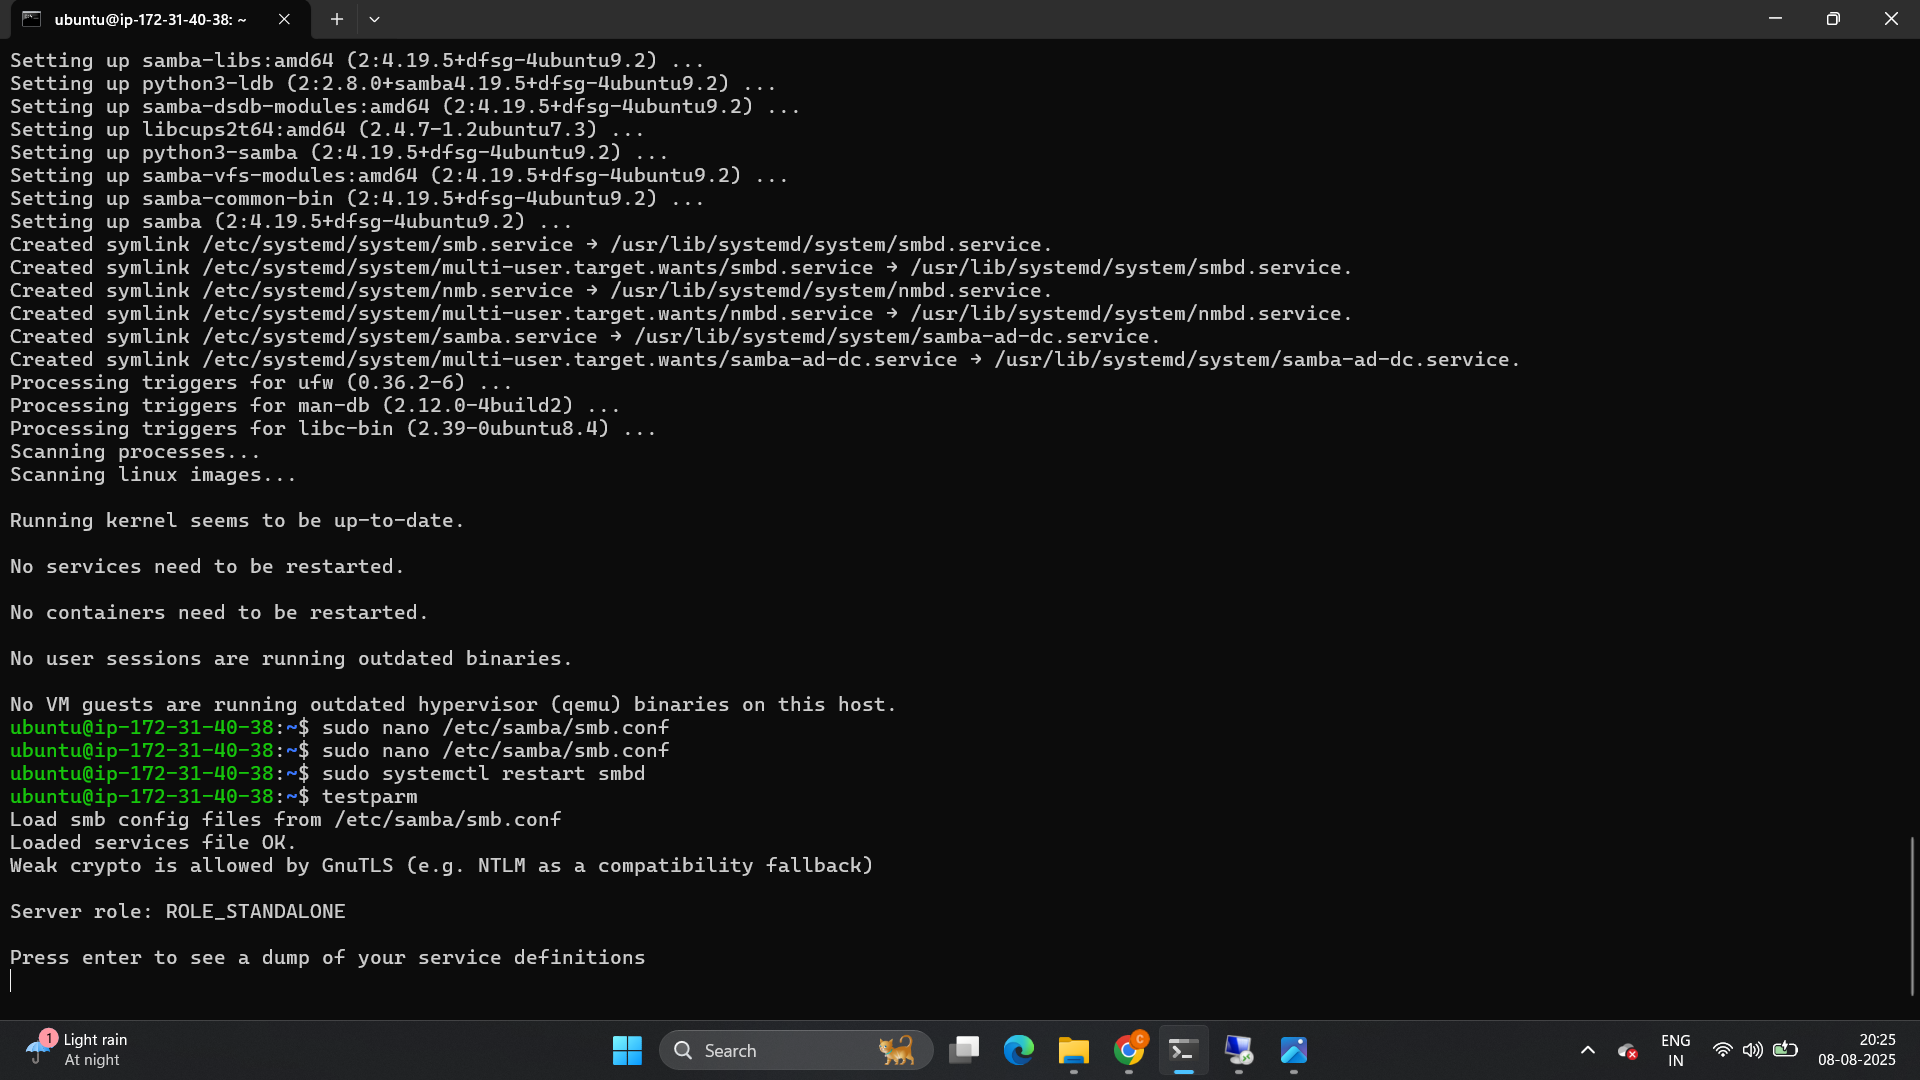 ubuntu@ip-172-31-40-38: ~
Setting up samba-libs:amd64 (2:4.19.5+dfsg-4ubuntu9.2) ...
Setting up python3-ldb (2:2.8.0+samba4.19.5+dfsg-4ubuntu9.2) ...
Setting up samba-dsdb-modules:amd64 (2:4.19.5+dfsg-4ubuntu9.2) ...
Setting up libcups2t64:amd64 (2.4.7-1.2ubuntu7.3) ...
Setting up python3-samba (2:4.19.5+dfsg-4ubuntu9.2) ...
Setting up samba-vfs-modules:amd64 (2:4.19.5+dfsg-4ubuntu9.2) ...
Setting up samba-common-bin (2:4.19.5+dfsg-4ubuntu9.2) ...
Setting up samba (2:4.19.5+dfsg-4ubuntu9.2) ...
Created symlink /etc/systemd/system/smb.service → /usr/lib/systemd/system/smbd.service.
Created symlink /etc/systemd/system/multi-user.target.wants/smbd.service → /usr/lib/systemd/system/smbd.service.
Created symlink /etc/systemd/system/nmb.service → /usr/lib/systemd/system/nmbd.service.
Created symlink /etc/systemd/system/multi-user.target.wants/nmbd.service → /usr/lib/systemd/system/nmbd.service.
Created symlink /etc/systemd/system/samba.service → /usr/lib/systemd/system/samba-ad-dc.service.
Created symlink /etc/systemd/system/multi-user.target.wants/samba-ad-dc.service → /usr/lib/systemd/system/samba-ad-dc.service.
Processing triggers for ufw (0.36.2-6) ...
Processing triggers for man-db (2.12.0-4build2) ...
Processing triggers for libc-bin (2.39-0ubuntu8.4) ...
Scanning processes...
Scanning linux images...
Running kernel seems to be up-to-date.
No services need to be restarted.
No containers need to be restarted.
No user sessions are running outdated binaries.
No VM guests are running outdated hypervisor (qemu) binaries on this host.
ubuntu@ip-172-31-40-38:~$ sudo nano /etc/samba/smb.conf
ubuntu@ip-172-31-40-38:~$ sudo nano /etc/samba/smb.conf
ubuntu@ip-172-31-40-38:~$ sudo systemctl restart smbd
ubuntu@ip-172-31-40-38:~$ testparm
Load smb config files from /etc/samba/smb.conf
Loaded services file OK.
Weak crypto is allowed by GnuTLS (e.g. NTLM as a compatibility fallback)
Server role: ROLE_STANDALONE
Press enter to see a dump of your service definitions
1
Light rain
At night
Search
C
ENG
IN
20:25
08-08-2025